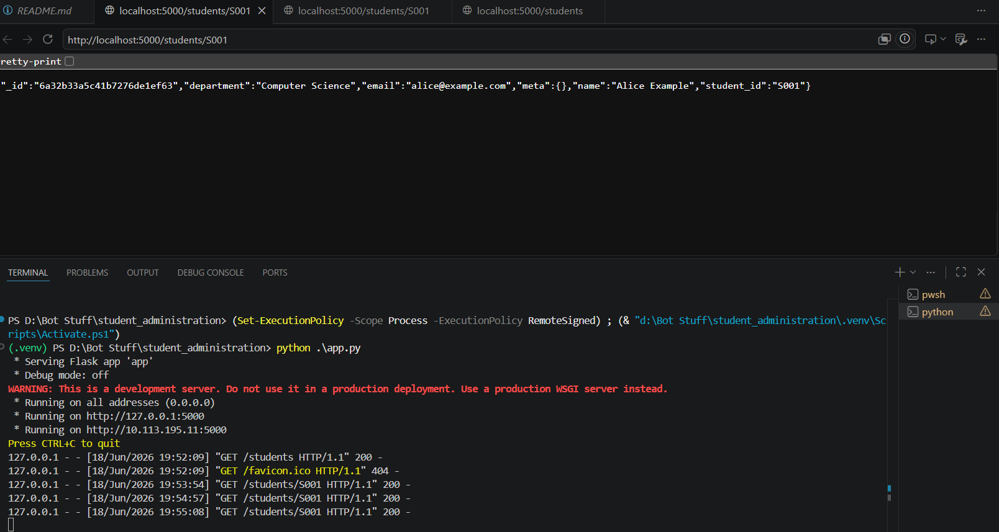 README.md localhost:5000/students/S001 localhost:5000/students/S001 localhost:5000/students
http://localhost:5000/students/S001
retty-print
"_id":"6a32b33a5c41b7276de1ef63","department":"Computer Science","email":"alice@example.com","meta":{},"name":"Alice Example","student_id":"S001"}
TERMINAL PROBLEMS OUTPUT DEBUG CONSOLE PORTS
pwsh
python
PS D:\Bot Stuff\student_administration> (Set-ExecutionPolicy -Scope Process -ExecutionPolicy RemoteSigned) ; (& "d:\Bot Stuff\student_administration\.venv\Sc
ripts\Activate.ps1")
(.venv) PS D:\Bot Stuff\student_administration> python .\app.py
* Serving Flask app 'app'
* Debug mode: off
WARNING: This is a development server. Do not use it in a production deployment. Use a production WSGI server instead.
* Running on all addresses (0.0.0.0)
* Running on http://127.0.0.1:5000
* Running on http://10.113.195.11:5000
Press CTRL+C to quit
127.0.0.1 - - [18/Jun/2026 19:52:09] "GET /students HTTP/1.1" 200 -
127.0.0.1 - - [18/Jun/2026 19:52:09] "GET /favicon.ico HTTP/1.1" 404 -
127.0.0.1 - - [18/Jun/2026 19:53:54] "GET /students/S001 HTTP/1.1" 200 -
127.0.0.1 - - [18/Jun/2026 19:54:57] "GET /students/S001 HTTP/1.1" 200 -
127.0.0.1 - - [18/Jun/2026 19:55:08] "GET /students/S001 HTTP/1.1" 200 -